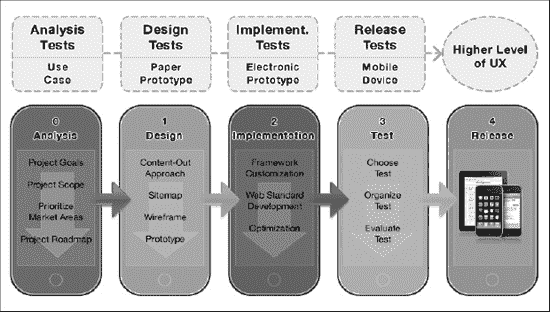 Analysis
Tests
Use
Case
Design
Tests
Paper
Prototype
Implement.
Tests
Electronic
Prototype
Release
Tests
Mobile
Device
Higher Level
of UX
0
Analysis
Project Goals
Project Scope
Prioritize
Market Areas
Project Roadmap
1
Design
Content-Out
Approach
Sitemap
Wireframe
Prototype
2
Implementation
Framework
Customization
Web Standard
Development
Optimization
3
Test
Choose
Test
Organize
Test
Evaluate
Test
4
Release